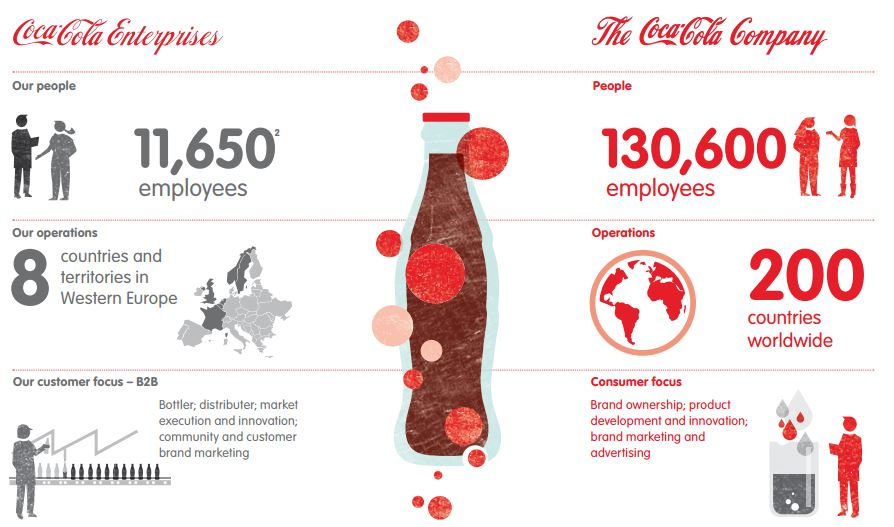 Coca-Cola Enterprises
The Coca-Cola Company
Our people
People
11,650²
employees
130,600
employees
Our operations
Operations
8
countries and
territories in
Western Europe
200
countries
worldwide
Our customer focus – B2B
Consumer focus
Bottler; distributer; market
execution and innovation;
community and customer
brand marketing
Brand ownership; product
development and innovation;
brand marketing and
advertising